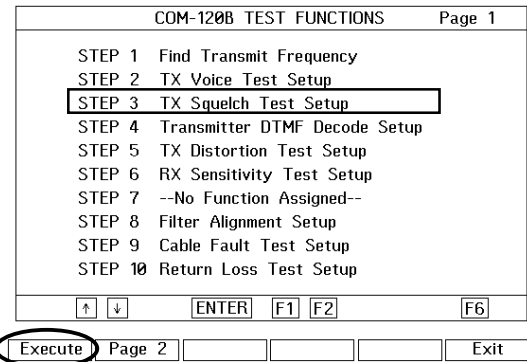 COM-120B TEST FUNCTIONS Page 1
STEP 1 Find Transmit Frequency
STEP 2 TX Voice Test Setup
STEP 3 TX Squelch Test Setup
STEP 4 Transmitter DTMF Decode Setup
STEP 5 TX Distortion Test Setup
STEP 6 RX Sensitivity Test Setup
STEP 7 --No Function Assigned--
STEP 8 Filter Alignment Setup
STEP 9 Cable Fault Test Setup
STEP 10 Return Loss Test Setup
↑ ↓ ENTER F1 F2 F6
Execute Page 2 Exit